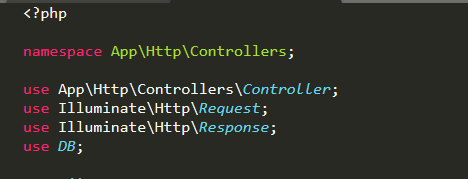 <?php
namespace App\Http\Controllers;
use App\Http\Controllers\Controller;
use Illuminate\Http\Request;
use Illuminate\Http\Response;
use DB;